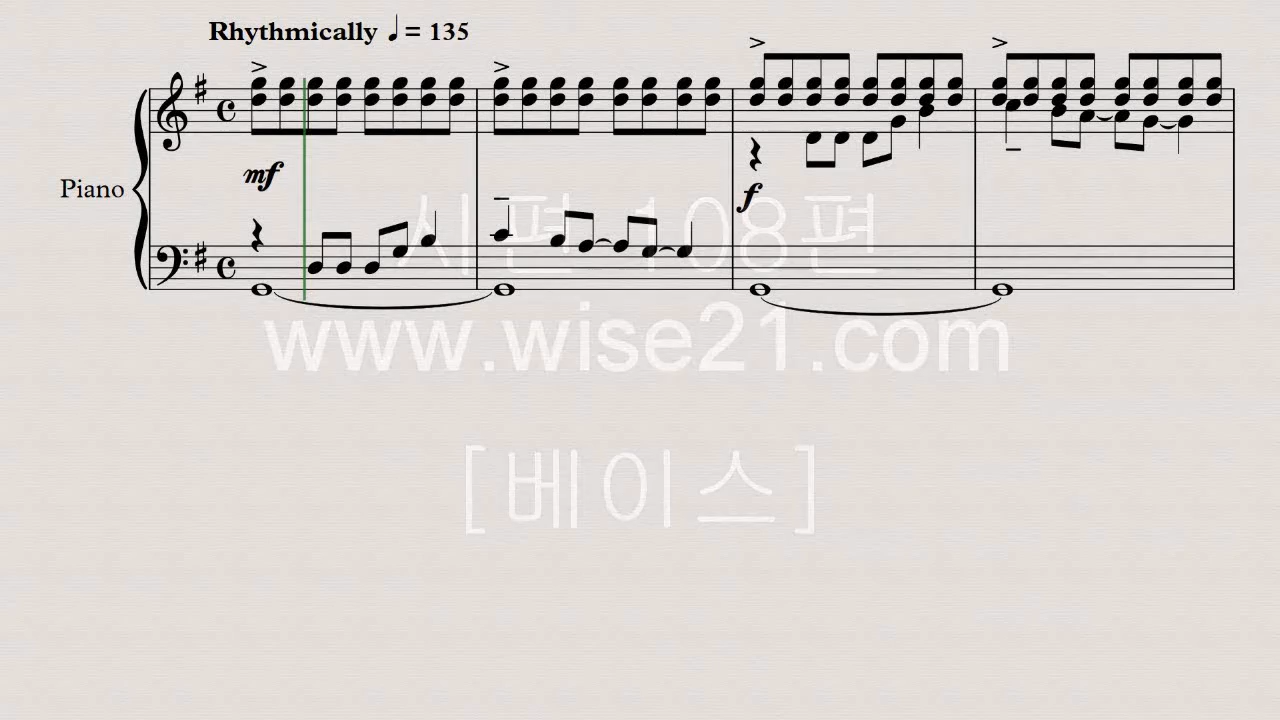 Rhythmically ♩= 135
Piano
mf
f
시편 108편
www.wise21.com
[베이스]